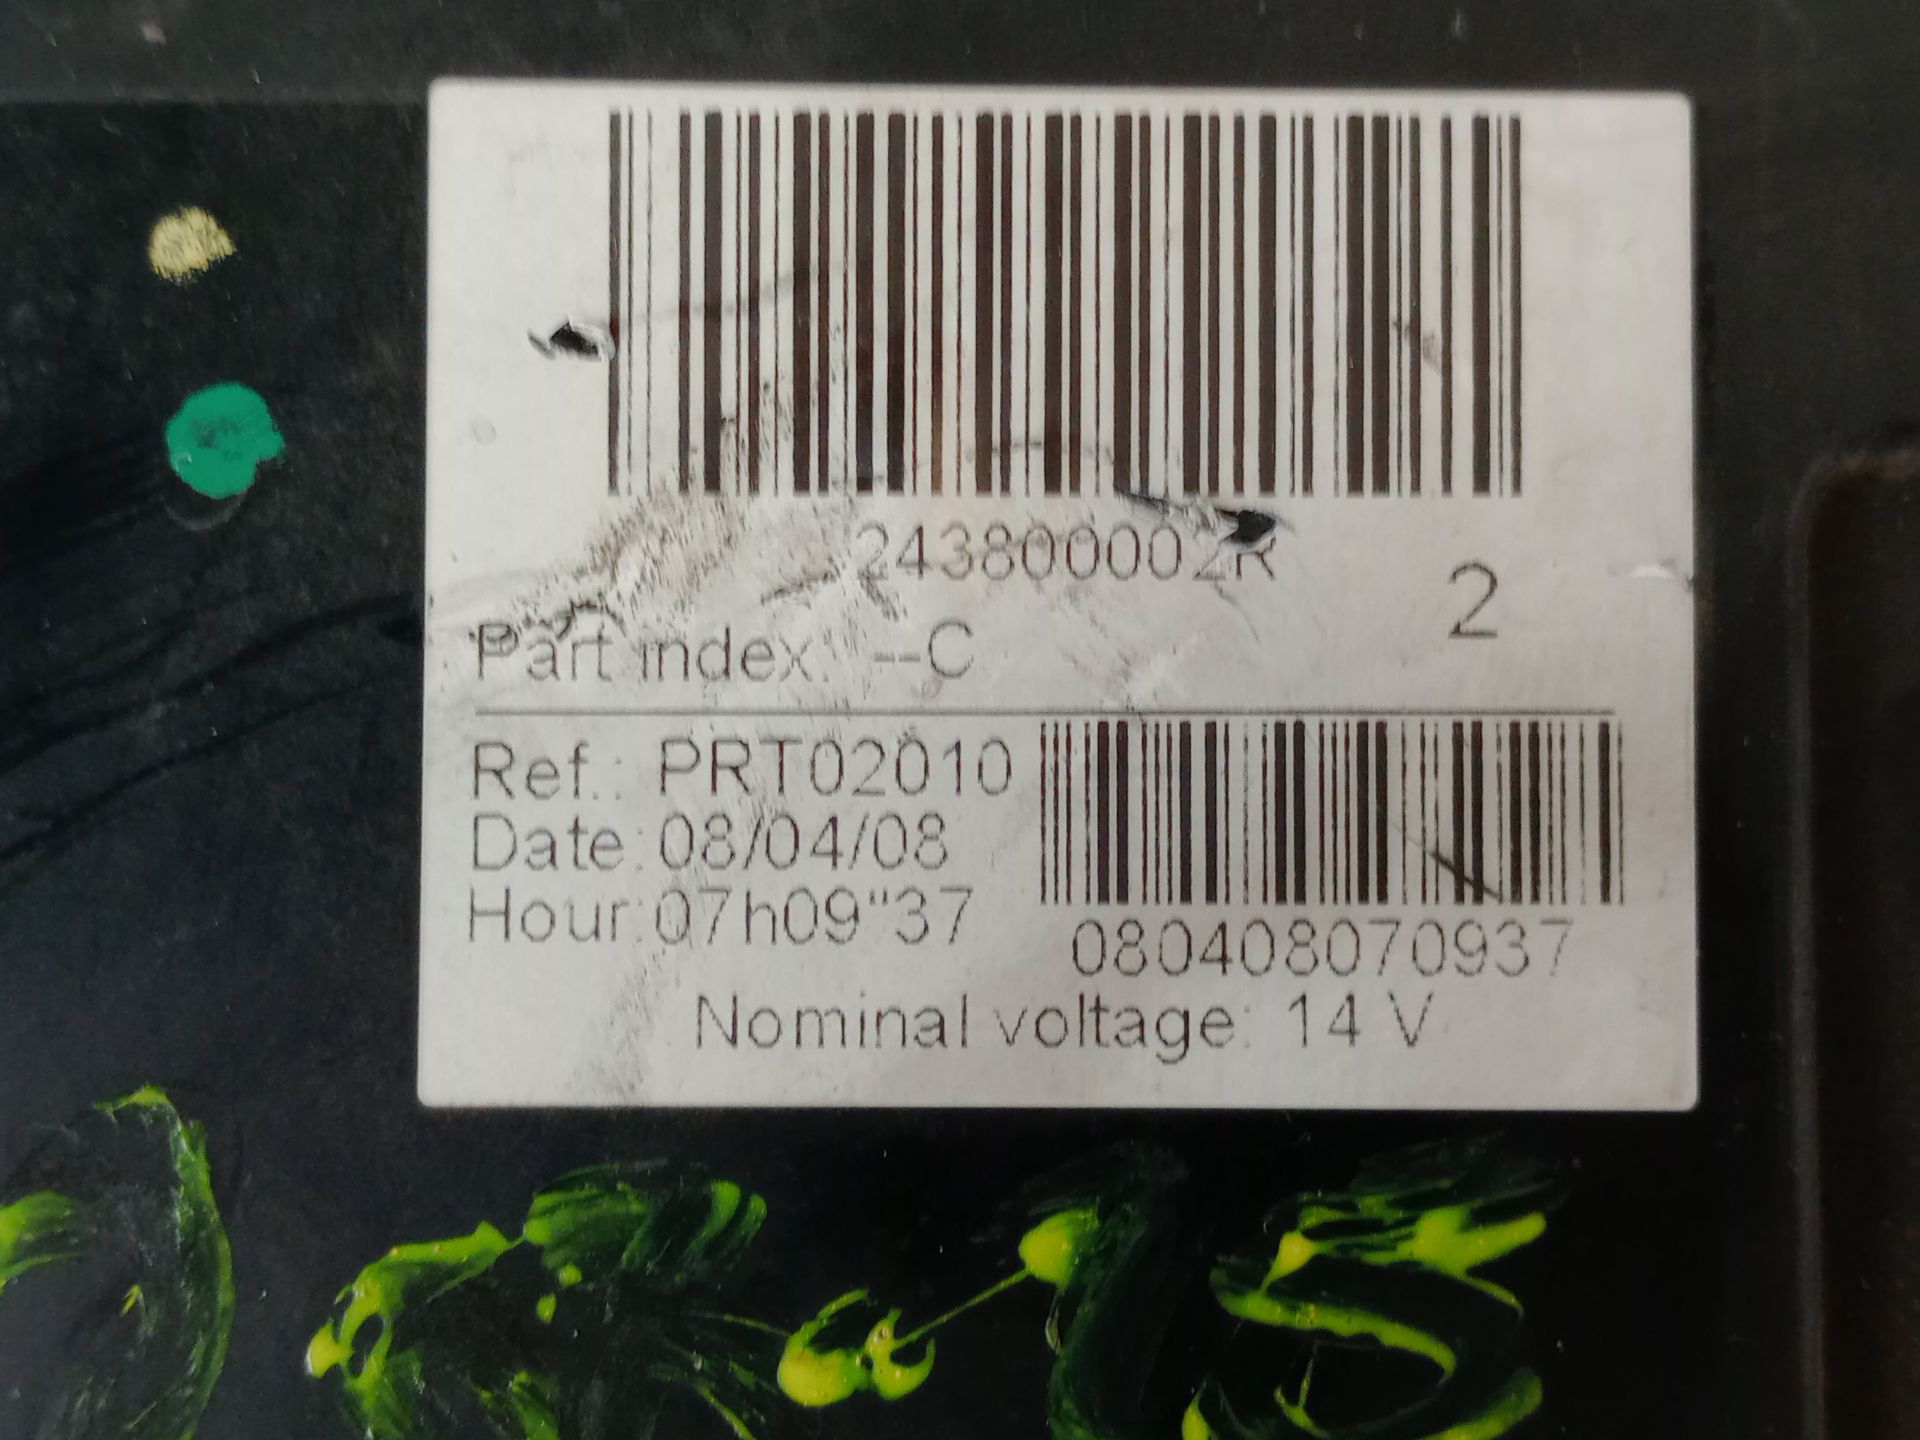 243800002R
2
Part index: --C
Ref.: PRT02010
Date: 08/04/08
Hour: 07h09"37
080408070937
Nominal voltage: 14 V